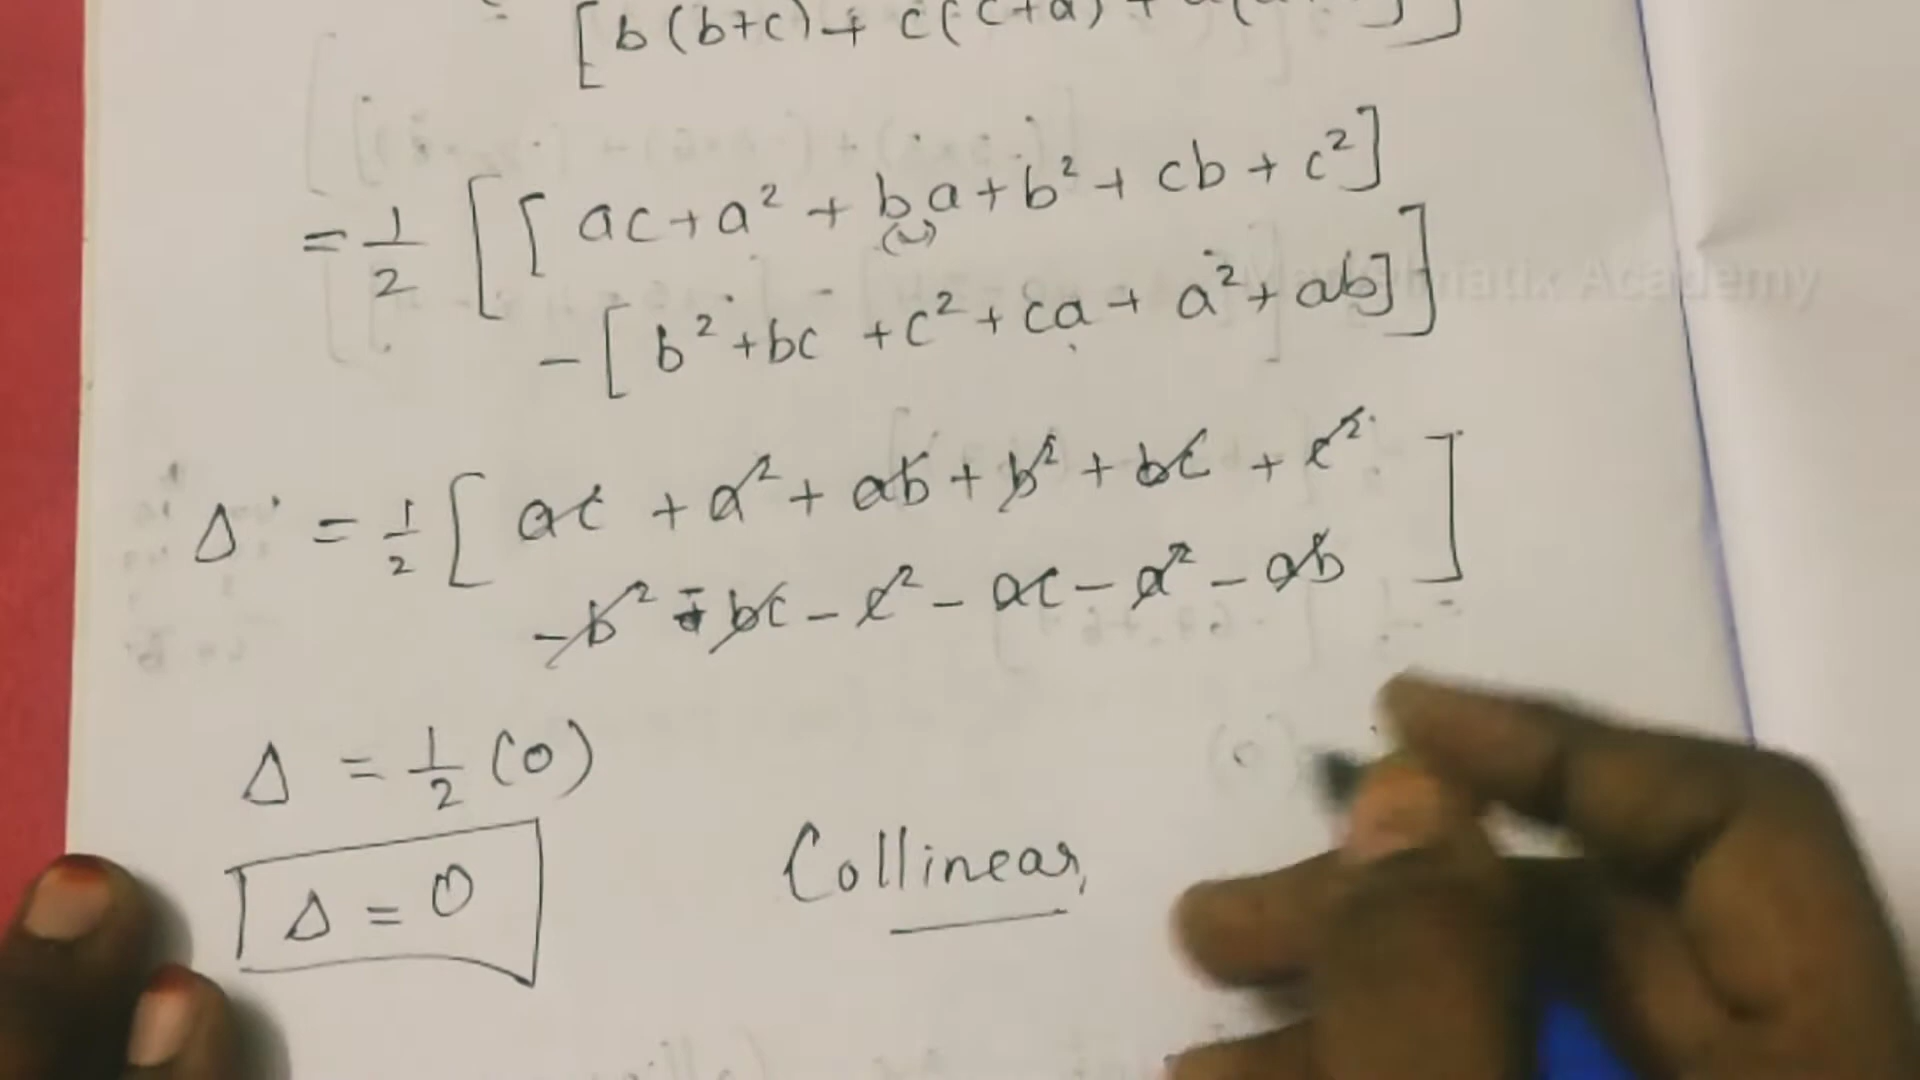 [b(b+c)+ c(c+a) +
= 1/2 [[ac+a²+ba+b²+cb+c²]
-[b²+bc+c²+ca+a²+ab]]
Δ = 1/2 [ac+a²+ab+b²+bc+c²
-b²-bc-c²-ac-a²-ab]
Δ = 1/2 (0)
Δ = 0
Collinear,
Academy